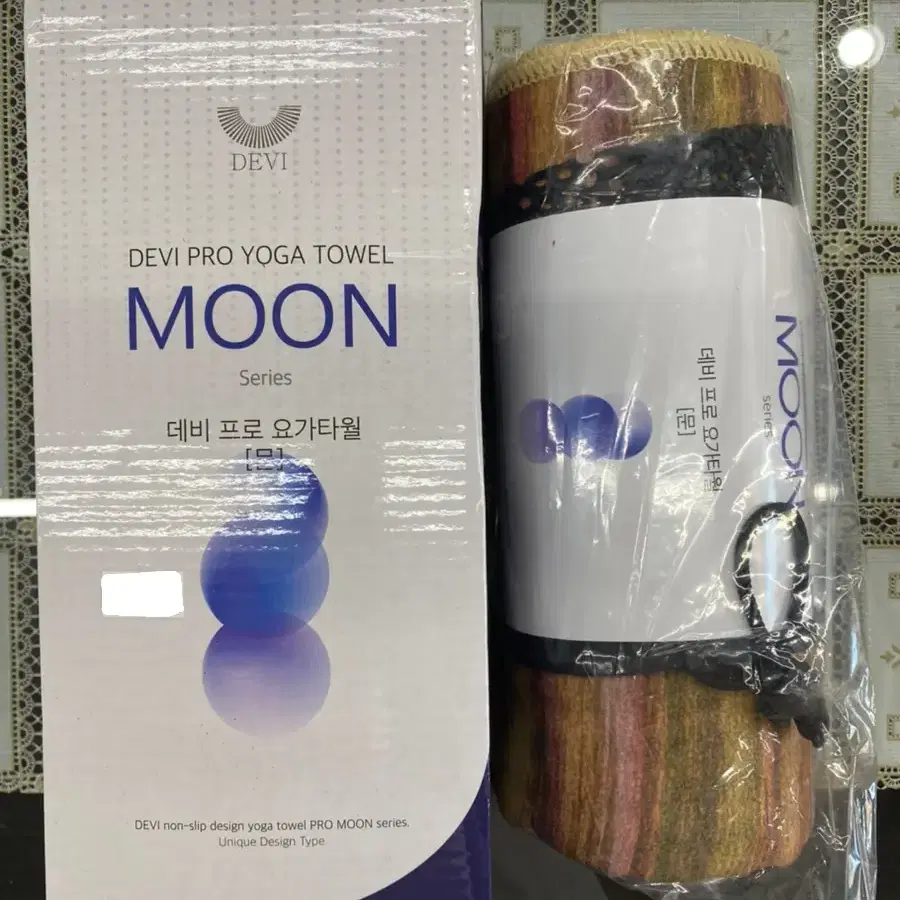 DEVI
DEVI PRO YOGA TOWEL
MOON
Series
데비 프로 요가타월
[문]
DEVI non-slip design yoga towel PRO MOON series.
Unique Design Type
MOON
series
데비 프로 요가타월
[문]